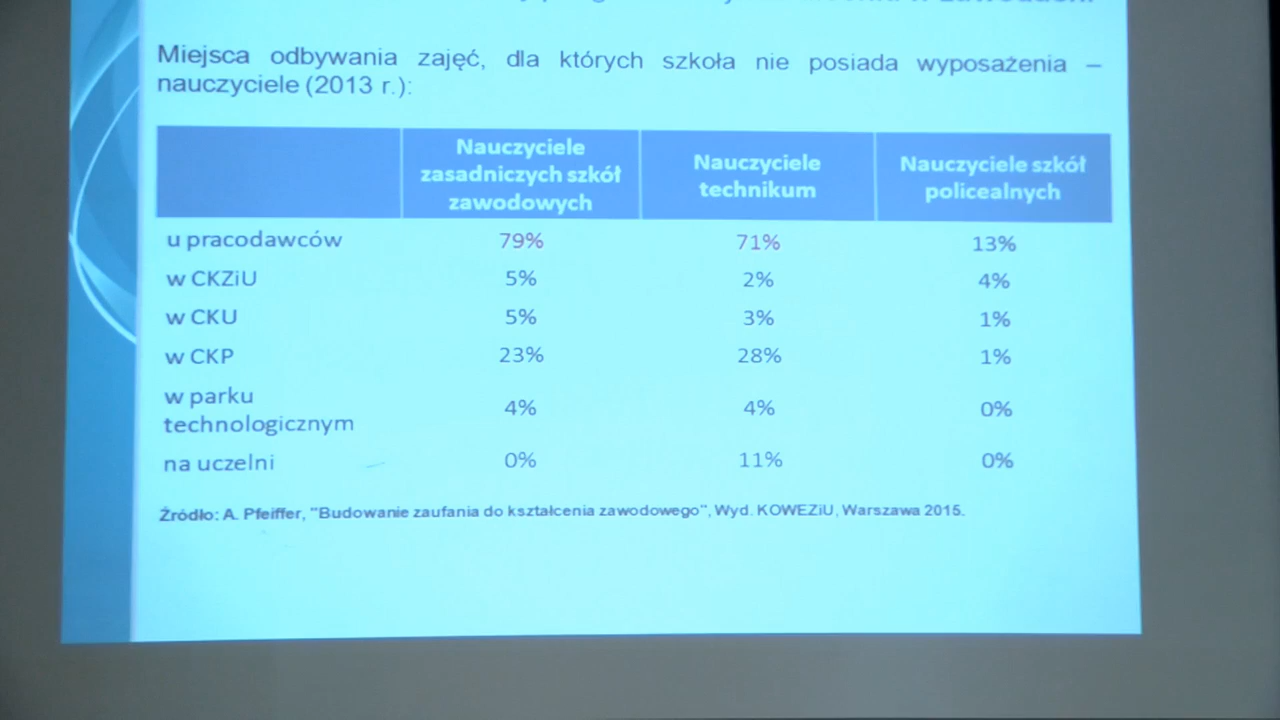 Miejsca odbywania zajęć, dla których szkoła nie posiada wyposażenia –
nauczyciele (2013 r.):
Nauczyciele zasadniczych szkół zawodowych
Nauczyciele technikum
Nauczyciele szkół policealnych
u pracodawców 79% 71% 13%
w CKZiU 5% 2% 4%
w CKU 5% 3% 1%
w CKP 23% 28% 1%
w parku technologicznym 4% 4% 0%
na uczelni 0% 11% 0%
Źródło: A. Pfeiffer, "Budowanie zaufania do kształcenia zawodowego", Wyd. KOWEZiU, Warszawa 2015.